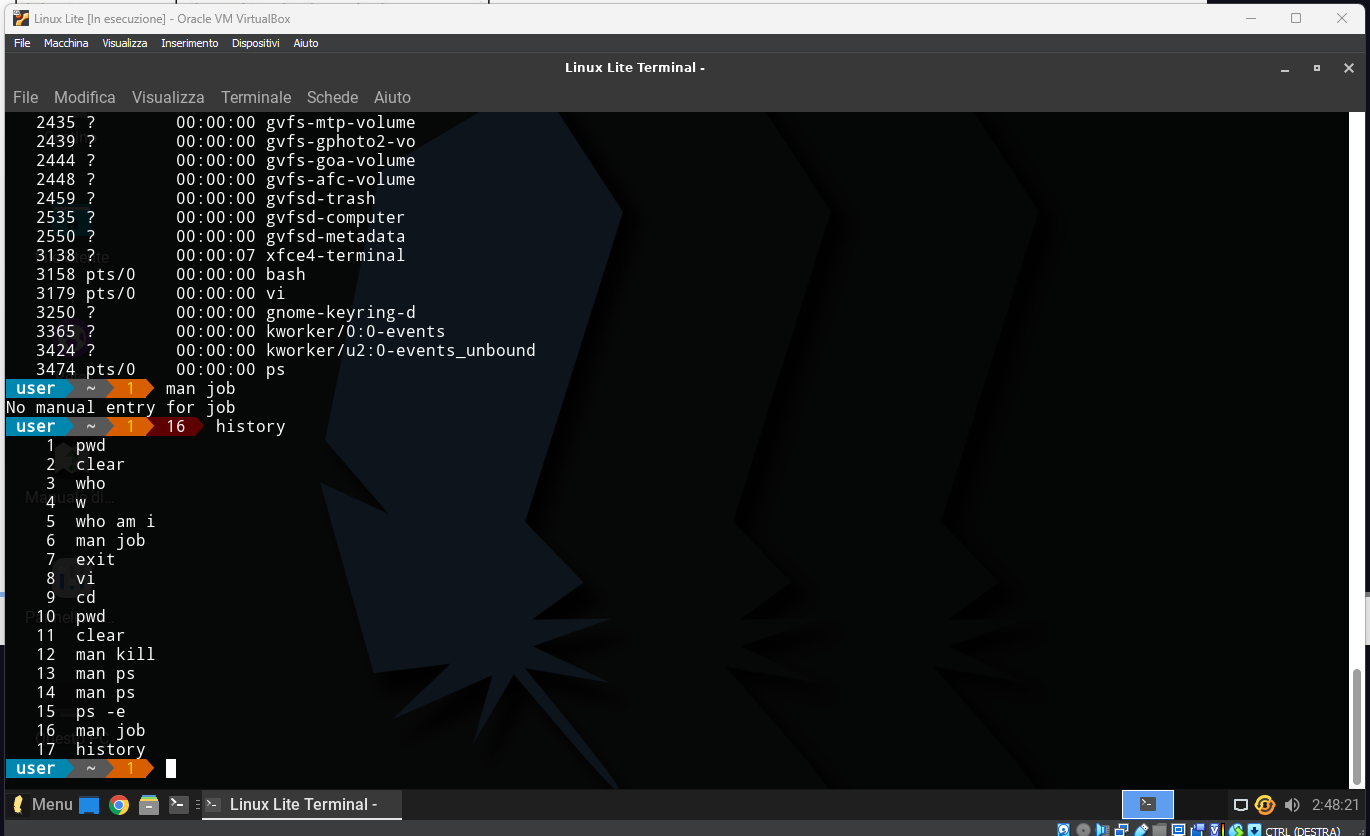 Linux Lite [In esecuzione] - Oracle VM VirtualBox
File Macchina Visualizza Inserimento Dispositivi Aiuto
Linux Lite Terminal -
File Modifica Visualizza Terminale Schede Aiuto
2435 ? 00:00:00 gvfs-mtp-volume
2439 ? 00:00:00 gvfs-gphoto2-vo
2444 ? 00:00:00 gvfs-goa-volume
2448 ? 00:00:00 gvfs-afc-volume
2459 ? 00:00:00 gvfsd-trash
2535 ? 00:00:00 gvfsd-computer
2550 ? 00:00:00 gvfsd-metadata
3138 ? 00:00:07 xfce4-terminal
3158 pts/0 00:00:00 bash
3179 pts/0 00:00:00 vi
3250 ? 00:00:00 gnome-keyring-d
3365 ? 00:00:00 kworker/0:0-events
3424 ? 00:00:00 kworker/u2:0-events_unbound
3474 pts/0 00:00:00 ps
user ~ 1 man job
No manual entry for job
user ~ 1 16 history
1 pwd
2 clear
3 who
4 w
5 who am i
6 man job
7 exit
8 vi
9 cd
10 pwd
11 clear
12 man kill
13 man ps
14 man ps
15 ps -e
16 man job
17 history
user ~ 1
Menu Linux Lite Terminal - 2:48:21
CTRL (DESTRA)